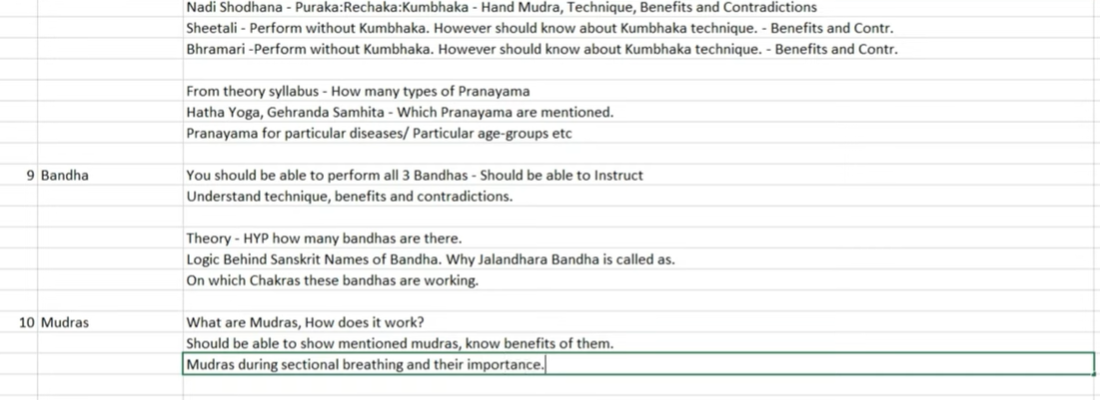 Nadi Shodhana - Puraka:Rechaka:Kumbhaka - Hand Mudra, Technique, Benefits and Contradictions
Sheetali - Perform without Kumbhaka. However should know about Kumbhaka technique. - Benefits and Contr.
Bhramari -Perform without Kumbhaka. However should know about Kumbhaka technique. - Benefits and Contr.
From theory syllabus - How many types of Pranayama
Hatha Yoga, Gehranda Samhita - Which Pranayama are mentioned.
Pranayama for particular diseases/ Particular age-groups etc
9 Bandha You should be able to perform all 3 Bandhas - Should be able to Instruct
Understand technique, benefits and contradictions.
Theory - HYP how many bandhas are there.
Logic Behind Sanskrit Names of Bandha. Why Jalandhara Bandha is called as.
On which Chakras these bandhas are working.
10 Mudras What are Mudras, How does it work?
Should be able to show mentioned mudras, know benefits of them.
Mudras during sectional breathing and their importance.